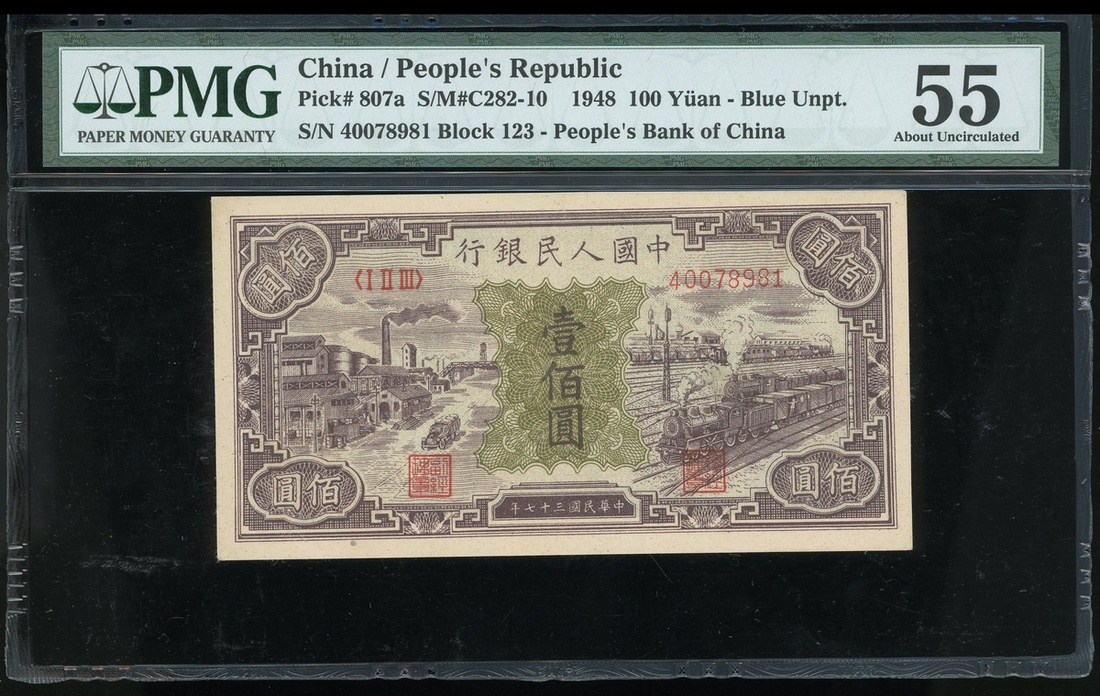 PMG
PAPER MONEY GUARANTY
China / People's Republic
Pick# 807a S/M#C282-10 1948 100 Yüan - Blue Unpt.
S/N 40078981 Block 123 - People's Bank of China
55
About Uncirculated
中國人民銀行
佰圓
佰圓
〈I II III〉
40078981
壹佰圓
佰圓
佰圓
中華民國三十七年